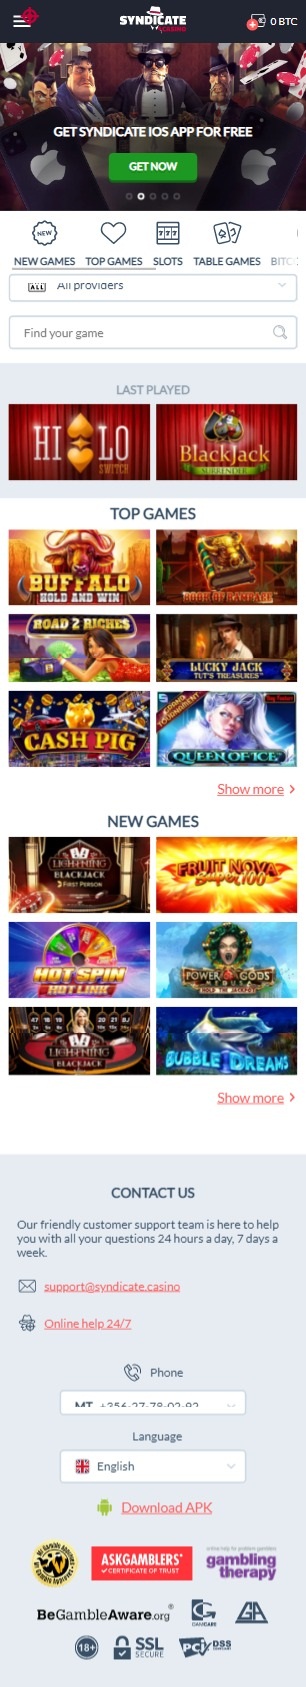 SYNDICATE
CASINO
0 BTC
GET SYNDICATE IOS APP FOR FREE
GET NOW
NEW
777
NEW GAMES
TOP GAMES
SLOTS
TABLE GAMES
ALL
All providers
Find your game
LAST PLAYED
HI LO
SWITCH
BlackJack
SURRENDER
TOP GAMES
BUFFALO
HOLD AND WIN
BOOK OF RAMPAGE
ROAD 2 RICHES
LUCKY JACK
TUT'S TREASURES
CASH PIG
GRAND
TOURNAMENT
QUEEN OF ICE
Show more
NEW GAMES
LIGHTNING
BLACKJACK
FIRST PERSON
FRUIT NOVA
Super 100
HOT SPIN
HOT LINK
POWER OF GODS
HOLD THE JACKPOT
LIGHTNING
BLACKJACK
BUBBLE DREAMS
Show more
CONTACT US
Our friendly customer support team is here to help
you with all your questions 24 hours a day, 7 days a
week.
support@syndicate.casino
Online help 24/7
Phone
MT +356-27-78-02-92
Language
English
Download APK
ASKGAMBLERS
CERTIFICATE OF TRUST
gambling
therapy
BeGambleAware.org®
GAMCARE
GA
18+
SSL
SECURE
PCI DSS